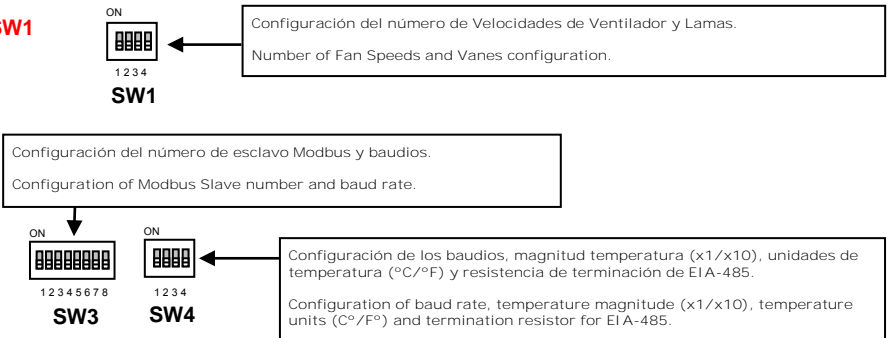 SW1
ON
1 2 3 4
SW1
Configuración del número de Velocidades de Ventilador y Lamas.
Number of Fan Speeds and Vanes configuration.
Configuración del número de esclavo Modbus y baudios.
Configuration of Modbus Slave number and baud rate.
ON
1 2 3 4 5 6 7 8
SW3
ON
1 2 3 4
SW4
Configuración de los baudios, magnitud temperatura (x1/x10), unidades de
temperatura (ºC/ºF) y resistencia de terminación de EIA-485.
Configuration of baud rate, temperature magnitude (x1/x10), temperature
units (Cº/Fº) and termination resistor for EIA-485.